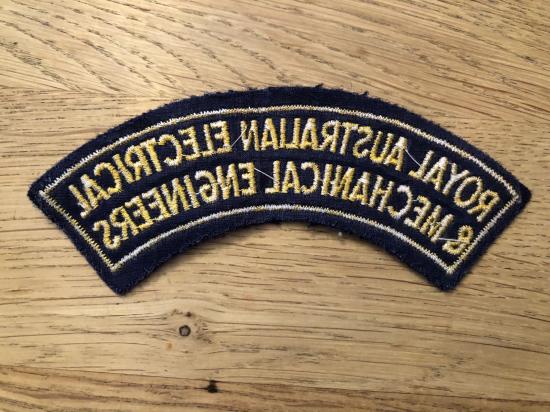 ROYAL AUSTRALIAN ELECTRICAL
& MECHANICAL ENGINEERS